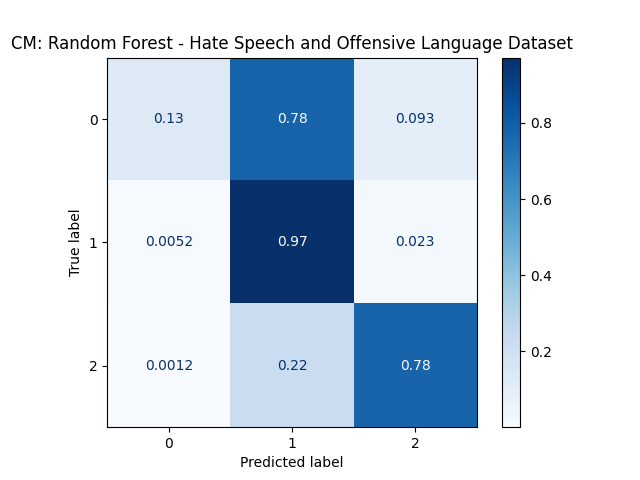 CM: Random Forest - Hate Speech and Offensive Language Dataset
0 0.13 0.78 0.093
1 0.0052 0.97 0.023
2 0.0012 0.22 0.78
0 1 2
Predicted label
True label
0.8
0.6
0.4
0.2